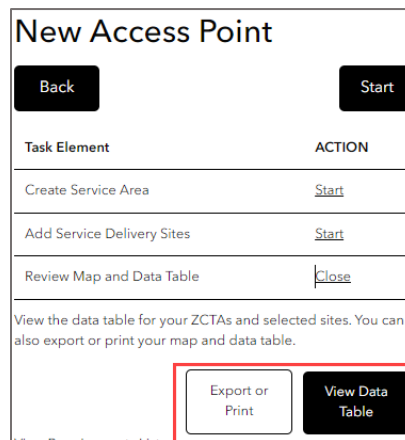 New Access Point
Back
Start
Task Element ACTION
Create Service Area Start
Add Service Delivery Sites Start
Review Map and Data Table Close
View the data table for your ZCTAs and selected sites. You can
also export or print your map and data table.
Export or
Print
View Data
Table